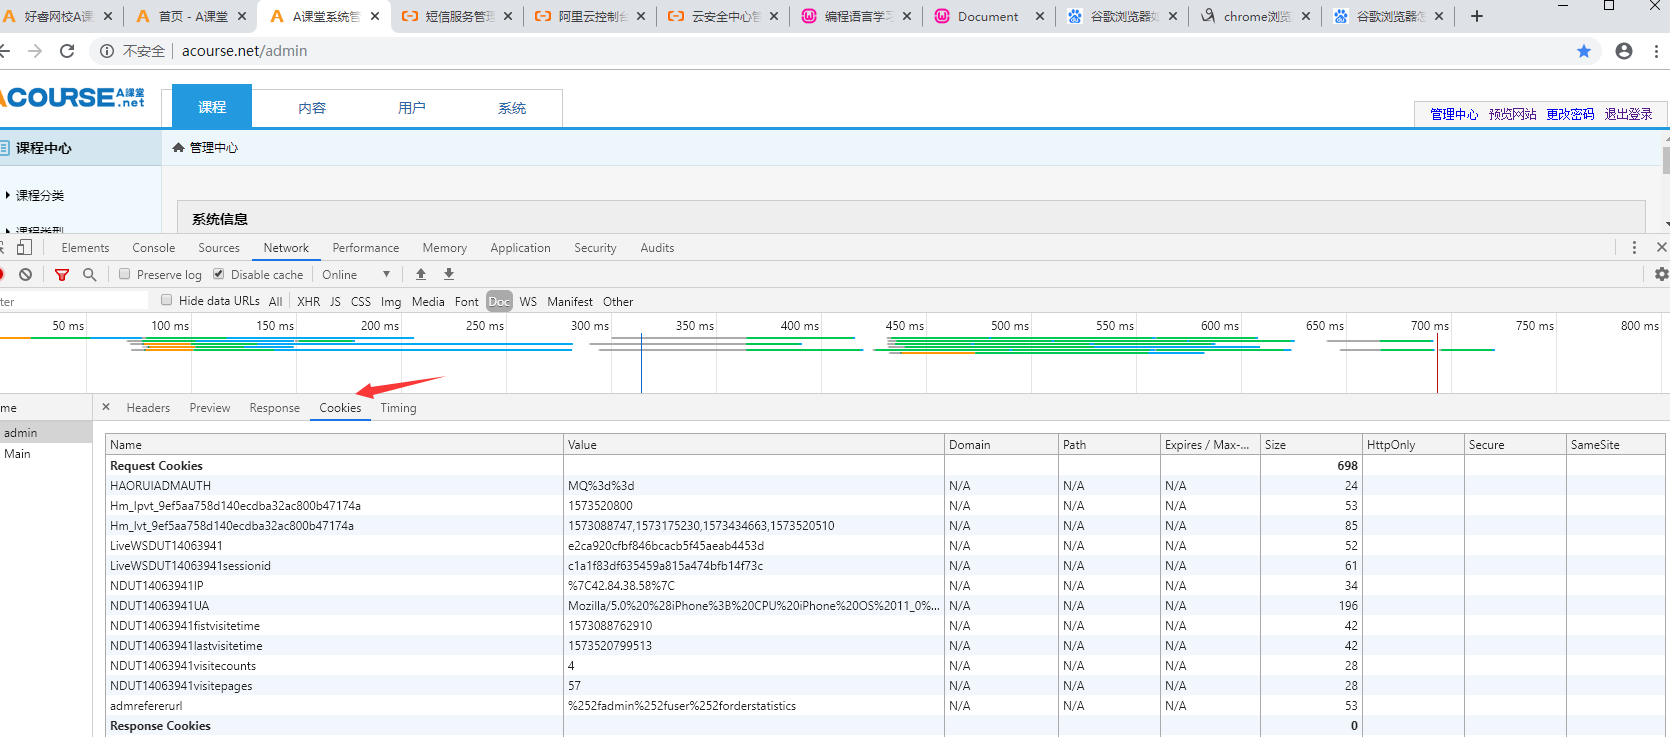 好睿网校A课
首页 - A课堂
A课堂系统管
短信服务管理
阿里云控制台
云安全中心管
编程语言学习
Document
谷歌浏览器如
chrome浏览
谷歌浏览器怎
不安全 acourse.net/admin
ACOURSE A課堂 .net
课程 内容 用户 系统
管理中心 预览网站 更改密码 退出登录
课程中心
管理中心
课程分类
系统信息
课程类型
Elements Console Sources Network Performance Memory Application Security Audits
Preserve log Disable cache Online
ter Hide data URLs All XHR JS CSS Img Media Font Doc WS Manifest Other
50 ms 100 ms 150 ms 200 ms 250 ms 300 ms 350 ms 400 ms 450 ms 500 ms 550 ms 600 ms 650 ms 700 ms 750 ms 800 ms
me Headers Preview Response Cookies Timing
admin
Main
Name Value Domain Path Expires / Max-... Size HttpOnly Secure SameSite
Request Cookies 698
HAORUIADMAUTH MQ%3d%3d N/A N/A N/A 24
Hm_lpvt_9ef5aa758d140ecdba32ac800b47174a 1573520800 N/A N/A N/A 53
Hm_lvt_9ef5aa758d140ecdba32ac800b47174a 1573088747,1573175230,1573434663,1573520510 N/A N/A N/A 85
LiveWSDUT14063941 e2ca920cfbf846bcacb5f45aeab4453d N/A N/A N/A 52
LiveWSDUT14063941sessionid c1a1f83df635459a815a474bfb14f73c N/A N/A N/A 61
NDUT14063941IP %7C42.84.38.58%7C N/A N/A N/A 34
NDUT14063941UA Mozilla/5.0%20%28iPhone%3B%20CPU%20iPhone%20OS%2011_0%... N/A N/A N/A 196
NDUT14063941fistvisitetime 1573088762910 N/A N/A N/A 42
NDUT14063941lastvisitetime 1573520799513 N/A N/A N/A 42
NDUT14063941visitecounts 4 N/A N/A N/A 28
NDUT14063941visitepages 57 N/A N/A N/A 28
admrefererurl %252fadmin%252fuser%252forderstatistics N/A N/A N/A 53
Response Cookies 0